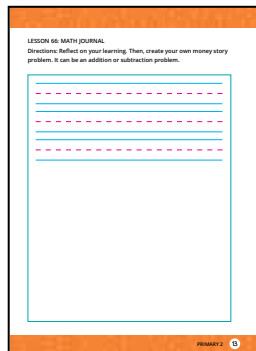 LESSON 66: MATH JOURNAL
Directions: Reflect on your learning. Then, create your own money story
problem. It can be an addition or subtraction problem.
PRIMARY 2 13